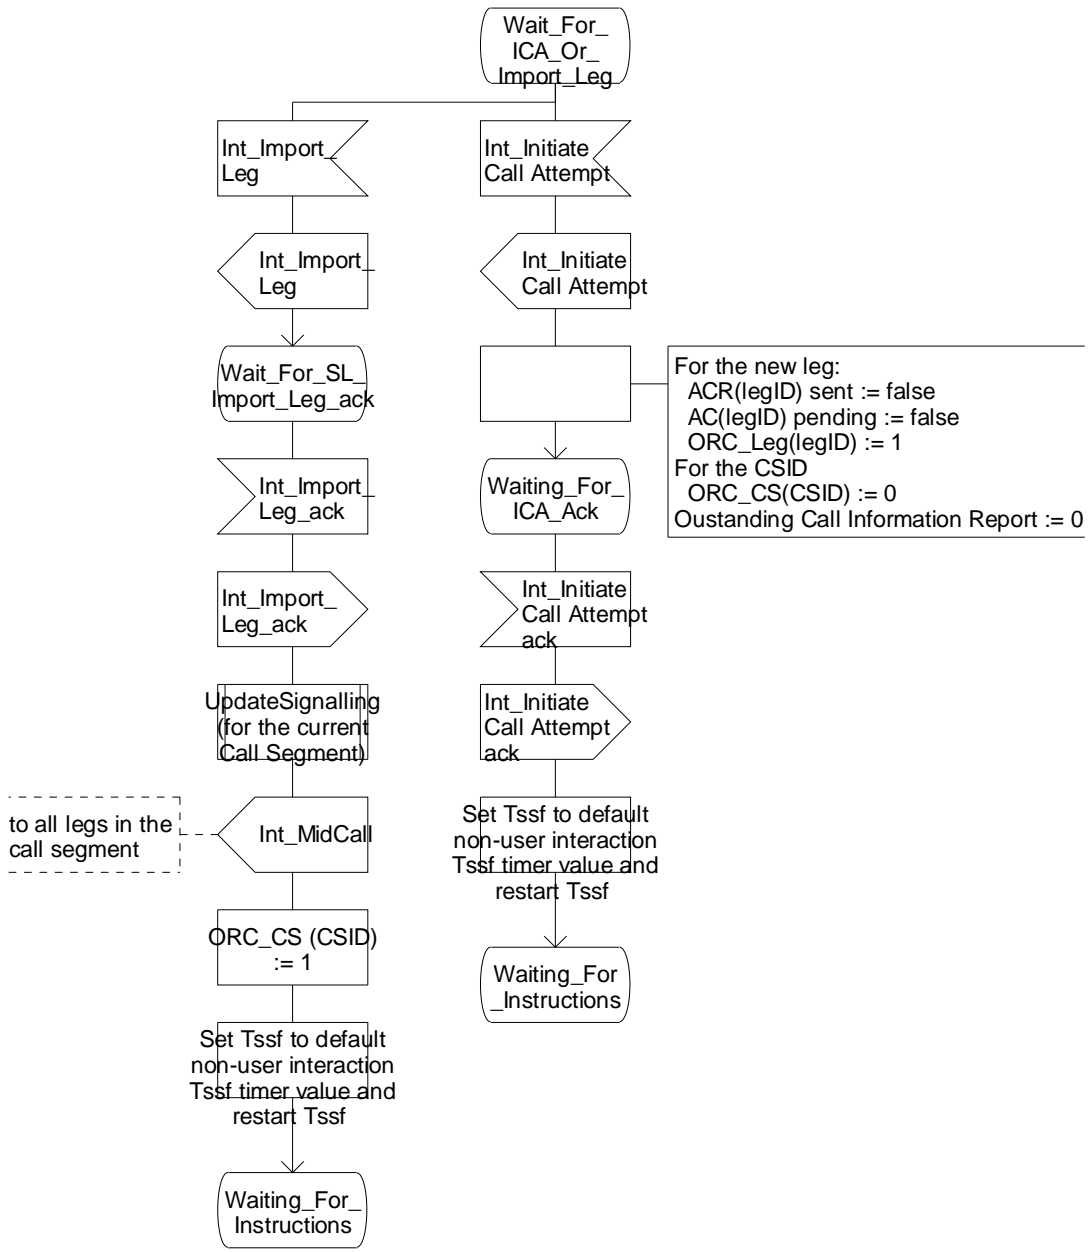 Wait_For_
ICA_Or_
Import_Leg
Int_Import_
Leg
Int_Import_
Leg
Wait_For_SL_
Import_Leg_ack
Int_Import_
Leg_ack
Int_Import_
Leg_ack
UpdateSignalling
(for the current
Call Segment)
to all legs in the
call segment
Int_MidCall
ORC_CS (CSID)
:= 1
Set Tssf to default
non-user interaction
Tssf timer value and
restart Tssf
Waiting_For_
Instructions
Int_Initiate
Call Attempt
Int_Initiate
Call Attempt
For the new leg:
ACR(legID) sent := false
AC(legID) pending := false
ORC_Leg(legID) := 1
For the CSID
ORC_CS(CSID) := 0
Oustanding Call Information Report := 0
Waiting_For_
ICA_Ack
Int_Initiate
Call Attempt
ack
Int_Initiate
Call Attempt
ack
Set Tssf to default
non-user interaction
Tssf timer value and
restart Tssf
Waiting_For
_Instructions